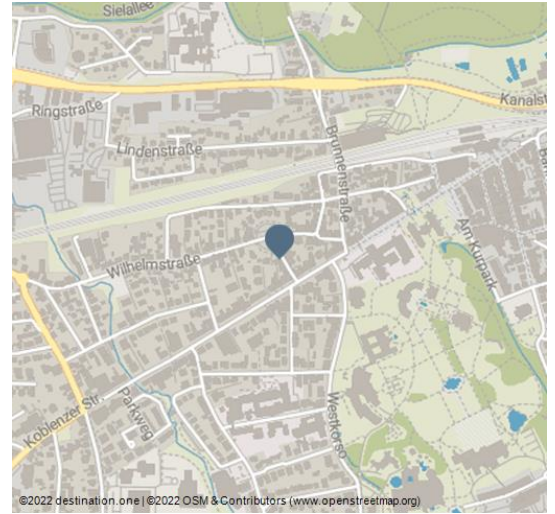 Sielallee
Kanalst
Ringstraße
Lindenstraße
Brunnenstraße
Bah
Am Kurpark
Wilhelmstraße
Koblenzer Str.
Parkweg
Westkorso
©2022 destination.one | ©2022 OSM & Contributors (www.openstreetmap.org)